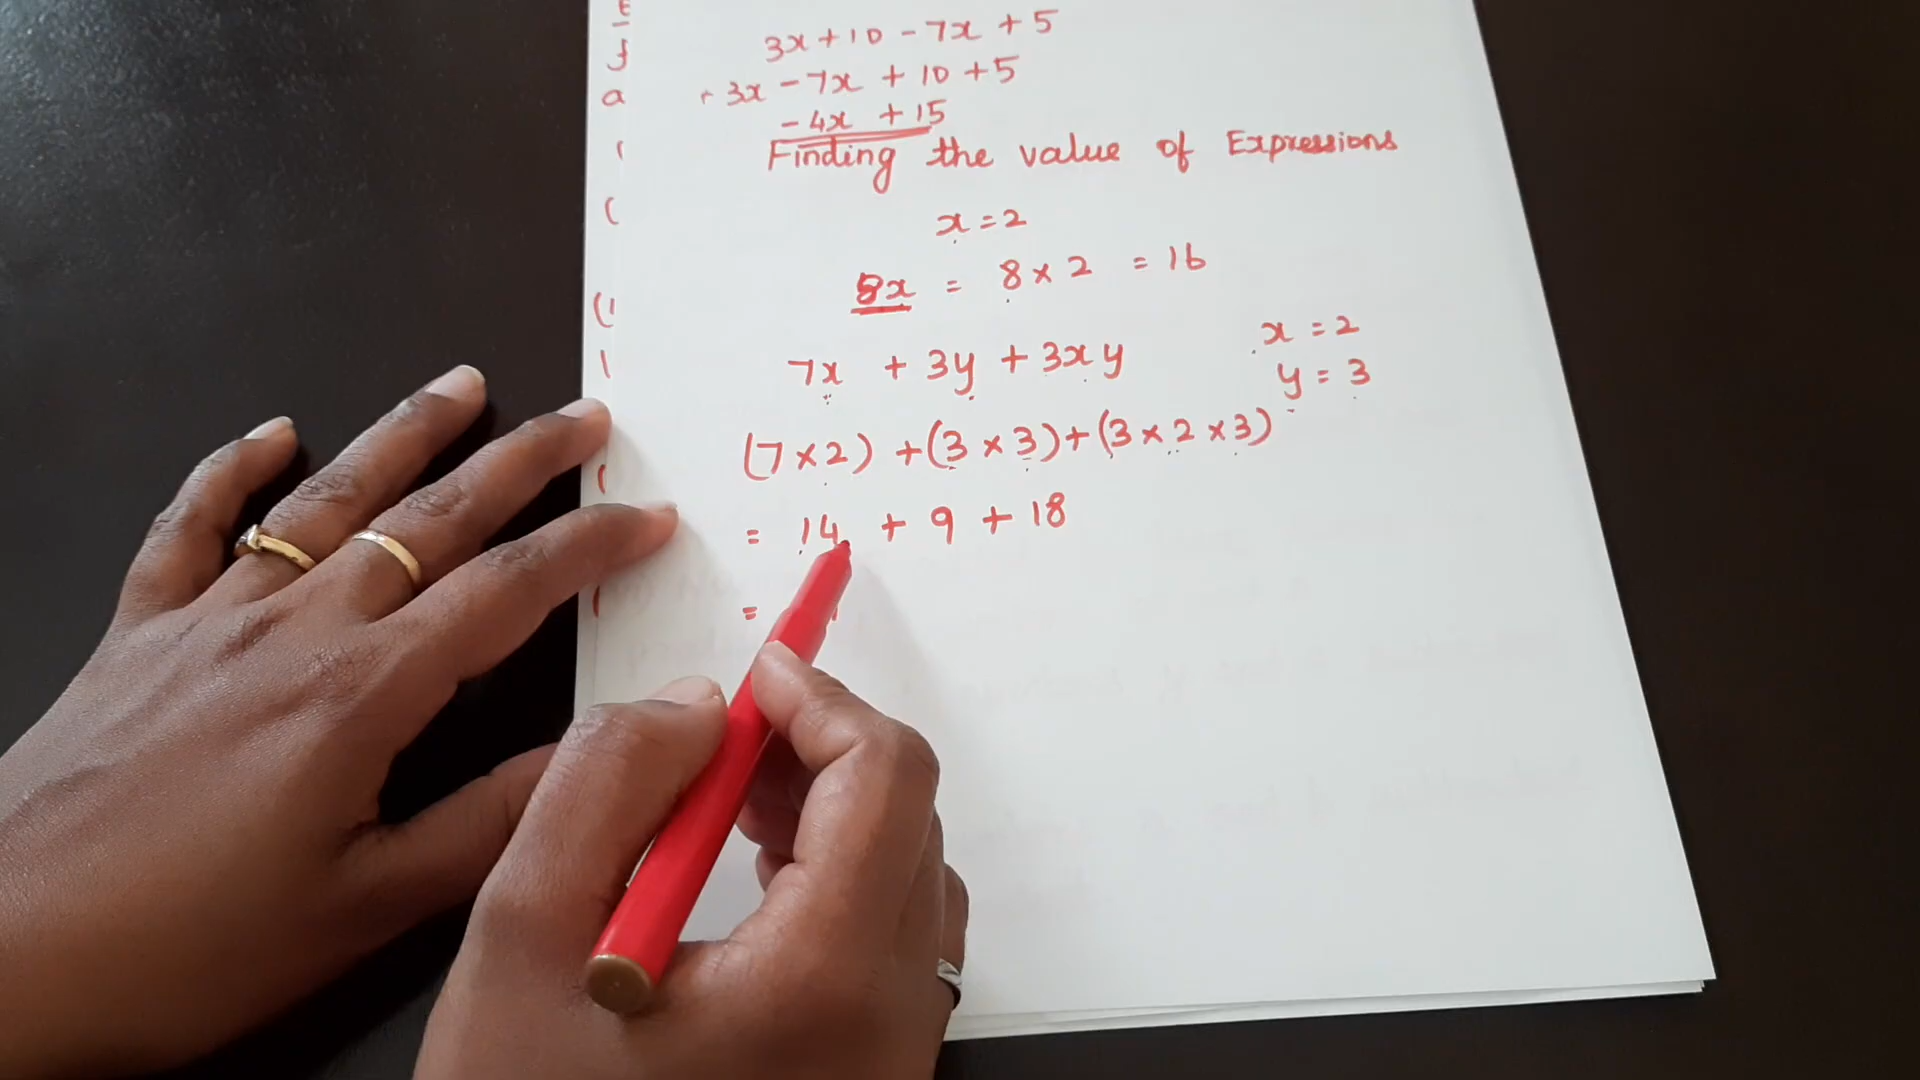 3x + 10 - 7x + 5
+ 3x - 7x + 10 + 5
- 4x + 15
Finding the value of Expressions
x = 2
8x = 8 × 2 = 16
7x + 3y + 3xy
x = 2
y = 3
(7 × 2) + (3 × 3) + (3 × 2 × 3)
= 14 + 9 + 18
=